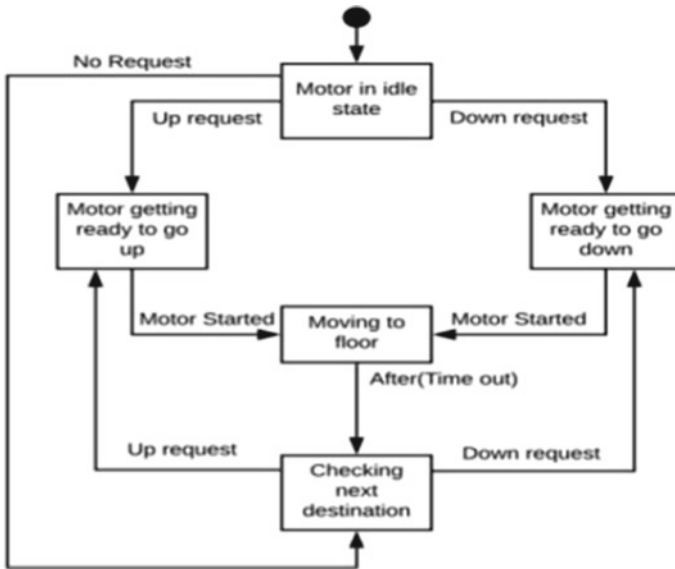 No Request
Motor in idle
state
Up request
Down request
Motor getting
ready to go
up
Motor getting
ready to go
down
Motor Started
Moving to
floor
Motor Started
After(Time out)
Up request
Checking
next
destination
Down request